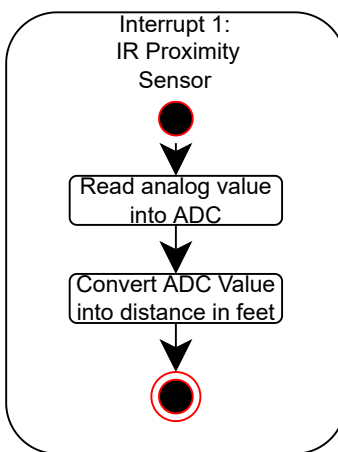 Interrupt 1:
IR Proximity
Sensor
Read analog value
into ADC
Convert ADC Value
into distance in feet